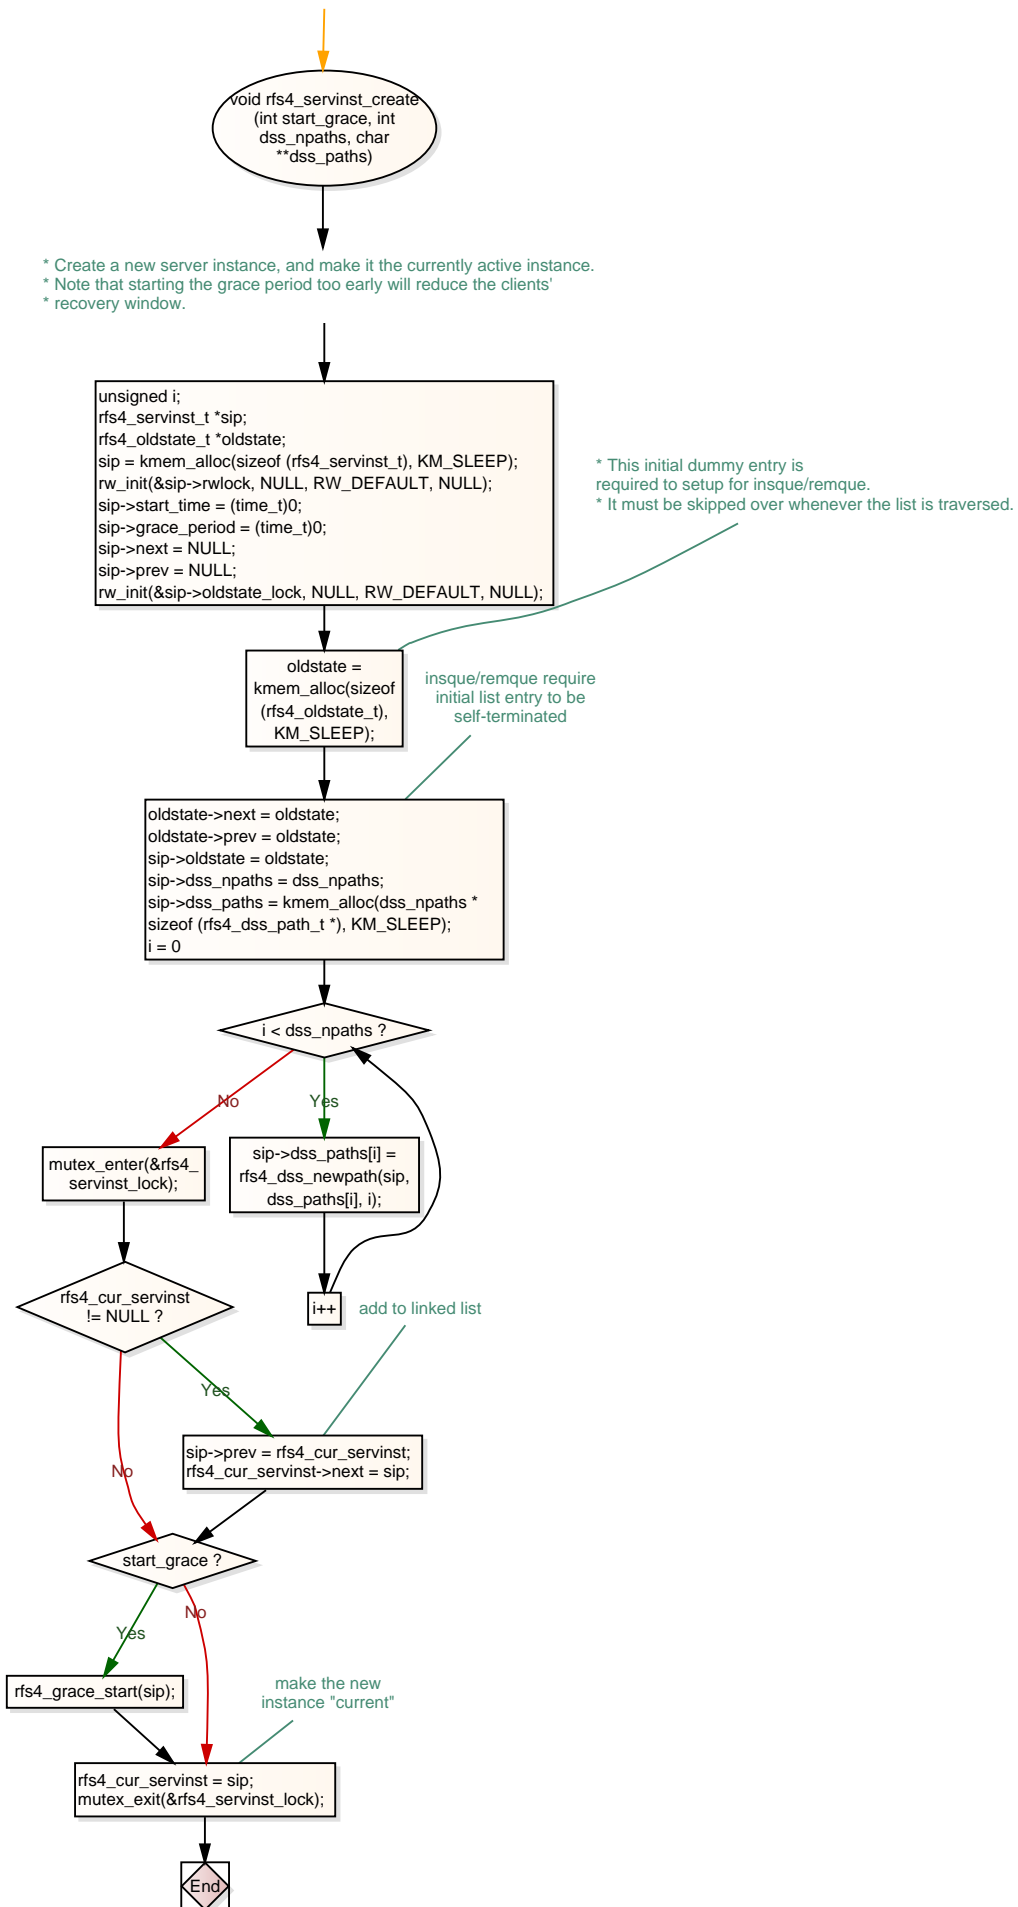 void rfs4_servinst_create
(int start_grace, int
dss_npaths, char
**dss_paths)
* Create a new server instance, and make it the currently active instance.
* Note that starting the grace period too early will reduce the clients'
* recovery window.
unsigned i;
rfs4_servinst_t *sip;
rfs4_oldstate_t *oldstate;
sip = kmem_alloc(sizeof (rfs4_servinst_t), KM_SLEEP);
rw_init(&sip->rwlock, NULL, RW_DEFAULT, NULL);
sip->start_time = (time_t)0;
sip->grace_period = (time_t)0;
sip->next = NULL;
sip->prev = NULL;
rw_init(&sip->oldstate_lock, NULL, RW_DEFAULT, NULL);
* This initial dummy entry is
required to setup for insque/remque.
* It must be skipped over whenever the list is traversed.
oldstate =
kmem_alloc(sizeof
(rfs4_oldstate_t),
KM_SLEEP);
insque/remque require
initial list entry to be
self-terminated
oldstate->next = oldstate;
oldstate->prev = oldstate;
sip->oldstate = oldstate;
sip->dss_npaths = dss_npaths;
sip->dss_paths = kmem_alloc(dss_npaths *
sizeof (rfs4_dss_path_t *), KM_SLEEP);
i = 0
i < dss_npaths ?
No
Yes
mutex_enter(&rfs4_
servinst_lock);
sip->dss_paths[i] =
rfs4_dss_newpath(sip,
dss_paths[i], i);
rfs4_cur_servinst
!= NULL ?
i++
add to linked list
Yes
No
sip->prev = rfs4_cur_servinst;
rfs4_cur_servinst->next = sip;
start_grace ?
No
Yes
rfs4_grace_start(sip);
make the new
instance "current"
rfs4_cur_servinst = sip;
mutex_exit(&rfs4_servinst_lock);
End